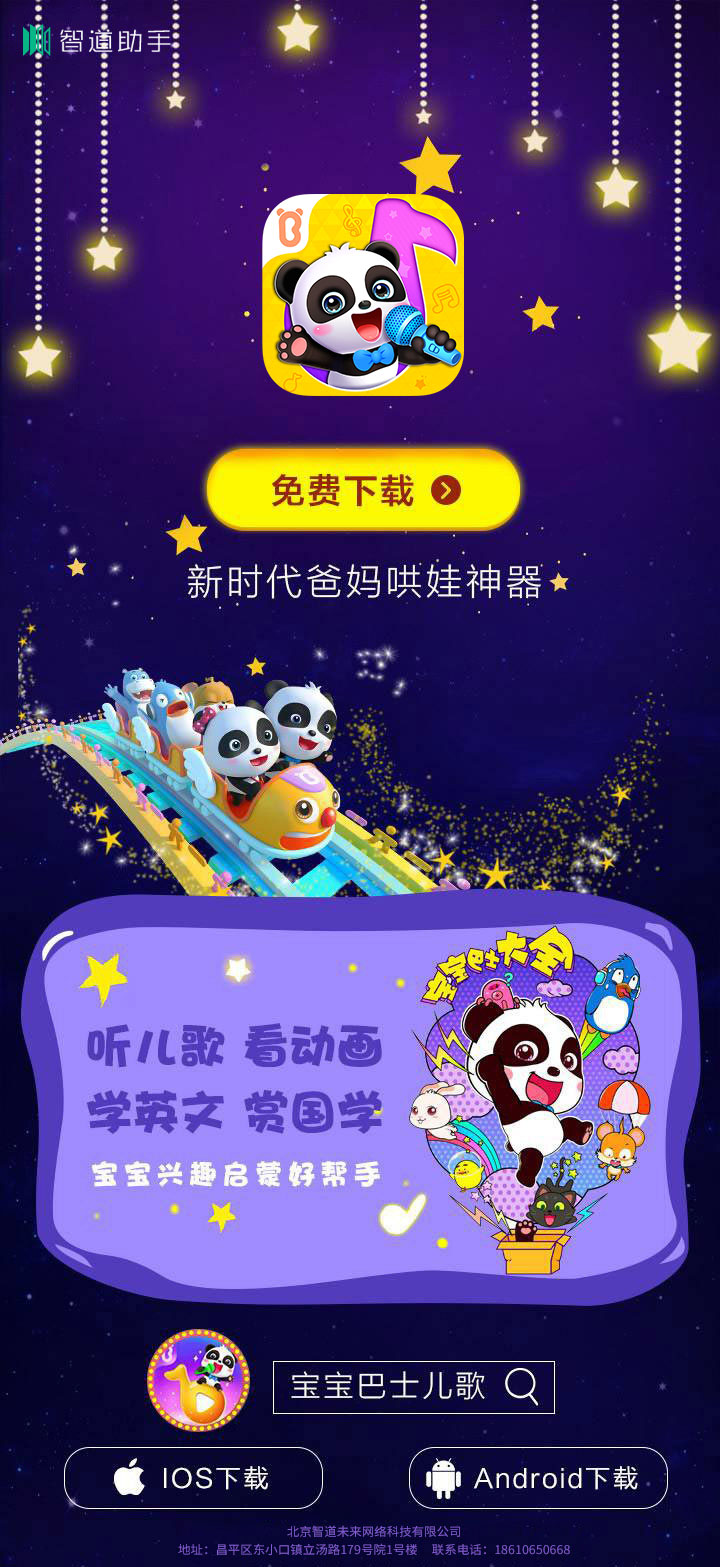 智道助手
免费下载
新时代爸妈哄娃神器
宝宝巴士大全
听儿歌 看动画
学英文 赏国学
宝宝兴趣启蒙好帮手
宝宝巴士儿歌
IOS下载
Android下载
北京智道未来网络科技有限公司
地址：昌平区东小口镇立汤路179号院1号楼 联系电话：18610650668